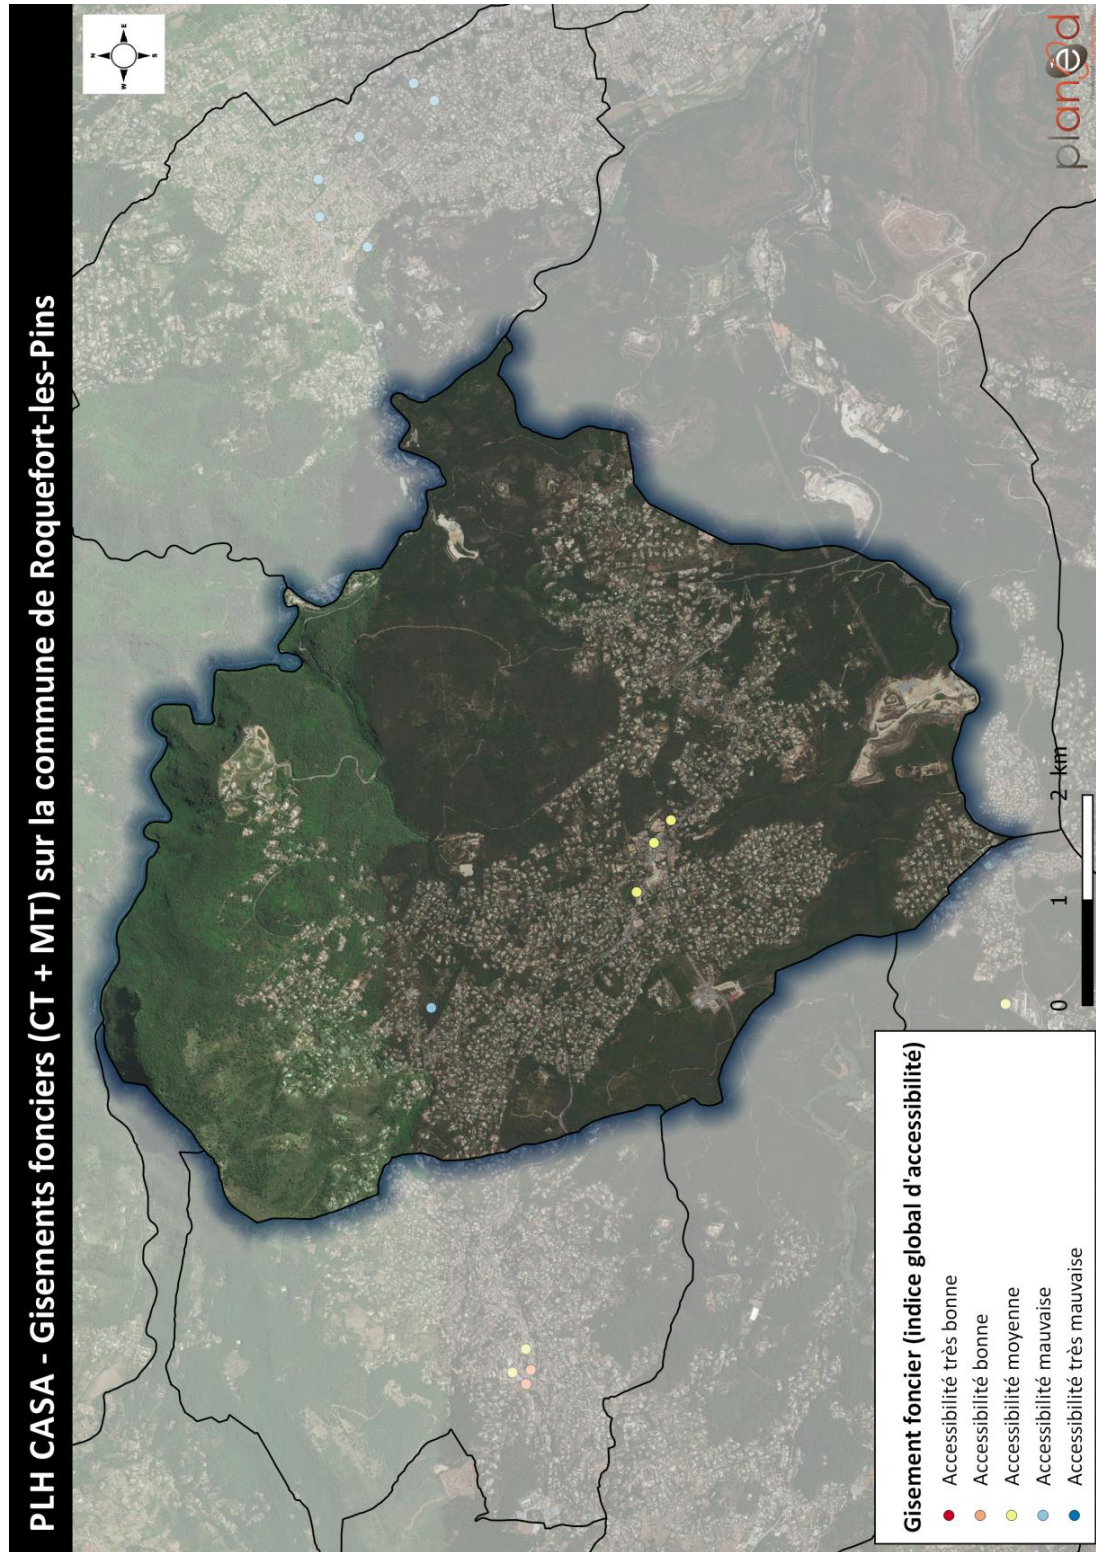 PLH CASA - Gisements fonciers (CT + MT) sur la commune de Roquefort-les-Pins
N
W
E
S
Gisement foncier (indice global d'accessibilité)
Accessibilité très bonne
Accessibilité bonne
Accessibilité moyenne
Accessibilité mauvaise
Accessibilité très mauvaise
0 1 2 km
planed